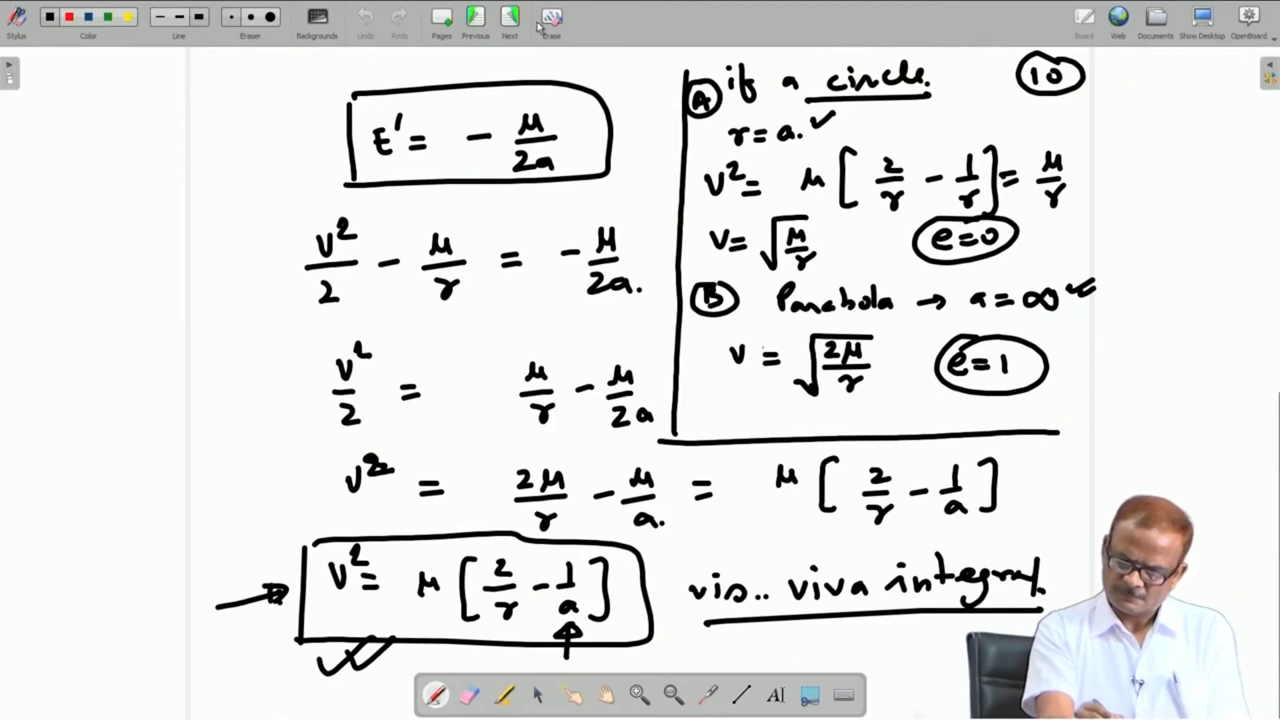 Stylus
Color
Line
Eraser
Backgrounds
Undo
Redo
Pages
Previous
Next
Erase
Board
Web
Documents
Show Desktop
OpenBoard
E' = - μ/2a
v²/2 - μ/r = - μ/2a.
v²/2 = μ/r - μ/2a
v² = 2μ/r - μ/a. = μ [ 2/r - 1/a ]
v² = μ [ 2/r - 1/a ]
vis.. viva integral.
10
A if a circle.
r = a. ✓
v² = μ [ 2/r - 1/r ] = μ/r
v = √μ/r e=0
B Parabola → a = ∞
v = √2μ/r e=1
AI